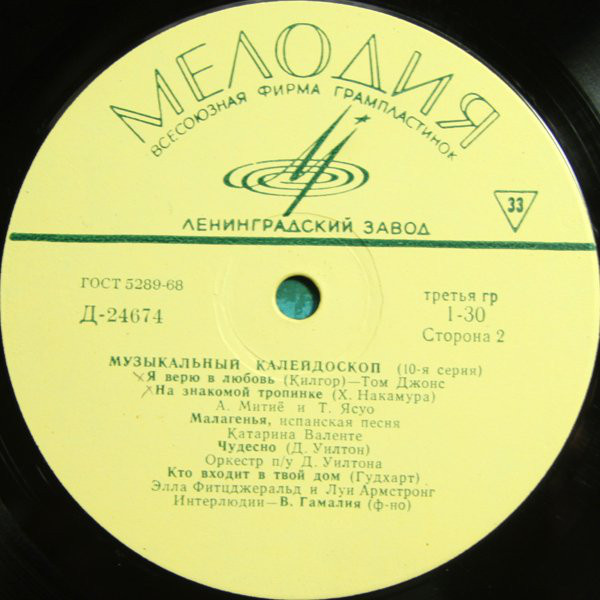 МЕЛОДИЯ
ВСЕСОЮЗНАЯ ФИРМА ГРАМПЛАСТИНОК
ЛЕНИНГРАДСКИЙ ЗАВОД
33
ГОСТ 5289-68
Д-24674
третья гр
1-30
Сторона 2
МУЗЫКАЛЬНЫЙ КАЛЕЙДОСКОП (10-я серия)
Я верю в любовь (Килгор)—Том Джонс
На знакомой тропинке (Х. Накамура)
А. Митиё и Т. Ясуо
Малагенья, испанская песня
Катарина Валенте
Чудесно (Д. Уилтон)
Оркестр п/у Д. Уилтона
Кто входит в твой дом (Гудхарт)
Элла Фитцджеральд и Луи Армстронг
Интерлюдии—В. Гамалия (ф-но)